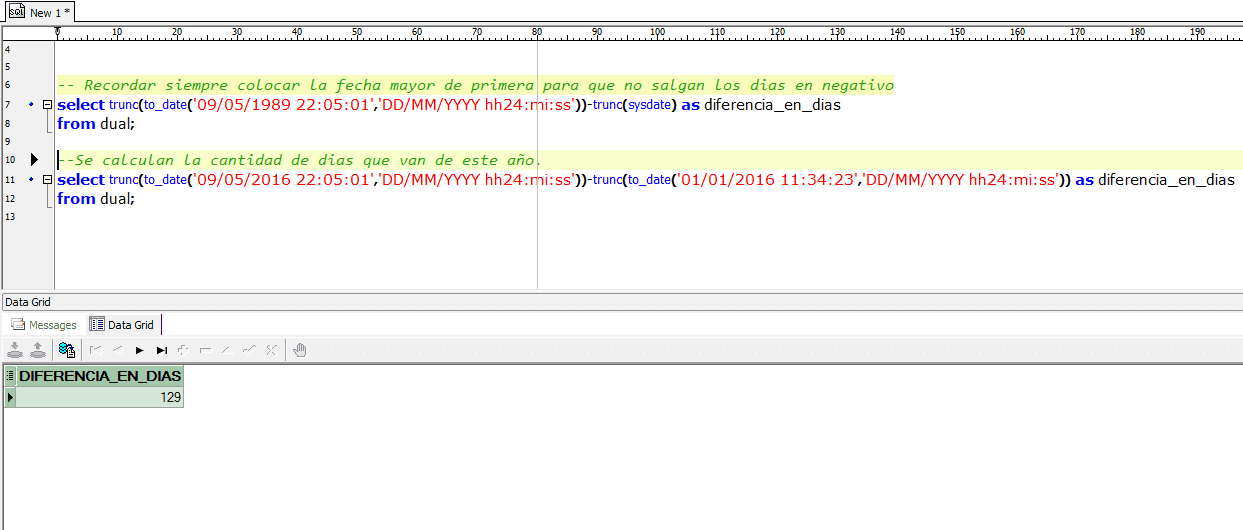 SQL New 1 *
0 10 20 30 40 50 60 70 80 90 100 110 120 130 140 150 160 170 180 190
4
5
6 -- Recordar siempre colocar la fecha mayor de primera para que no salgan los dias en negativo
7 select trunc(to_date('09/05/1989 22:05:01','DD/MM/YYYY hh24:mi:ss'))-trunc(sysdate) as diferencia_en_dias
8 from dual;
9
10 --Se calculan la cantidad de dias que van de este año.
11 select trunc(to_date('09/05/2016 22:05:01','DD/MM/YYYY hh24:mi:ss'))-trunc(to_date('01/01/2016 11:34:23','DD/MM/YYYY hh24:mi:ss')) as diferencia_en_dias
12 from dual;
13
Data Grid
Messages Data Grid
DIFERENCIA_EN_DIAS
129